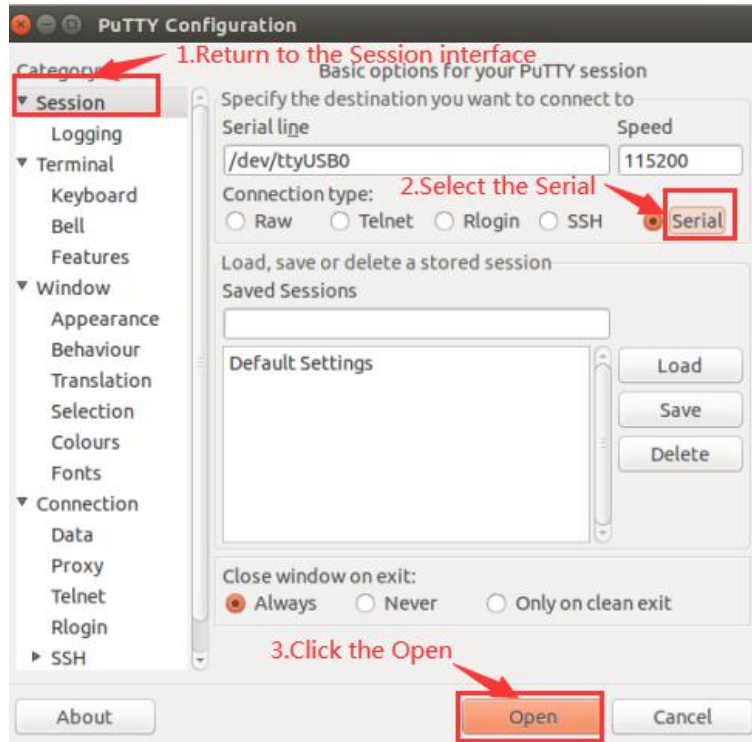 PuTTY Configuration
1.Return to the Session interface
Category:
Basic options for your PuTTY session
Session
Logging
Terminal
Keyboard
Bell
Features
Window
Appearance
Behaviour
Translation
Selection
Colours
Fonts
Connection
Data
Proxy
Telnet
Rlogin
SSH
Specify the destination you want to connect to
Serial line
Speed
/dev/ttyUSB0
115200
Connection type:
2.Select the Serial
Raw
Telnet
Rlogin
SSH
Serial
Load, save or delete a stored session
Saved Sessions
Default Settings
Load
Save
Delete
Close window on exit:
Always
Never
Only on clean exit
3.Click the Open
About
Open
Cancel